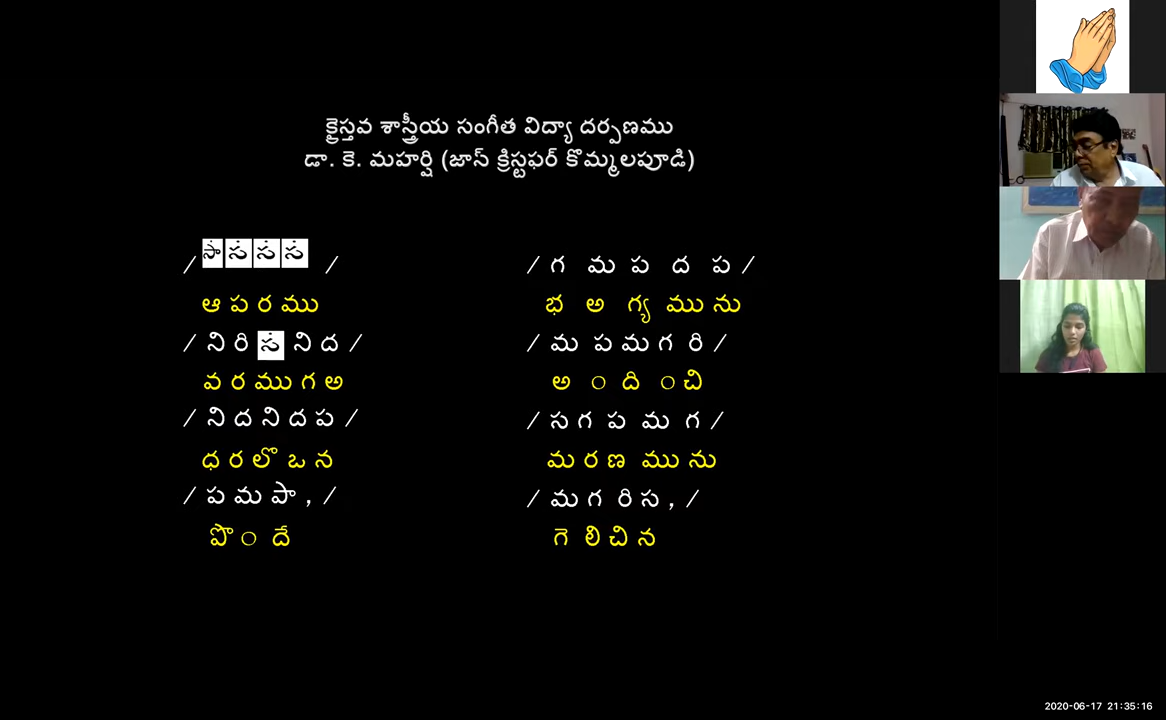 క్రైస్తవ శాస్త్రీయ సంగీత విద్యా దర్పణము
డా. కె. మహర్షి (జాస్ క్రిస్టఫర్ కొమ్మలపూడి)
/ సా̇ స̇ స̇ స̇ /
ఆ ప ర ము
/ ని రి స̇ ని ద /
వ ర ము గ అ
/ ని ద ని ద ప /
ధ ర లొ ఒ న
/ ప మ పా , /
పొ ం దే
/ గ మ ప ద ప /
భ అ గ్య ము ను
/ మ ప మ గ రి /
అ ం ది ం చి
/ స గ ప మ గ /
మ ర ణ ము ను
/ మ గ రి స , /
గె లి చి న
2020-06-17 21:35:16